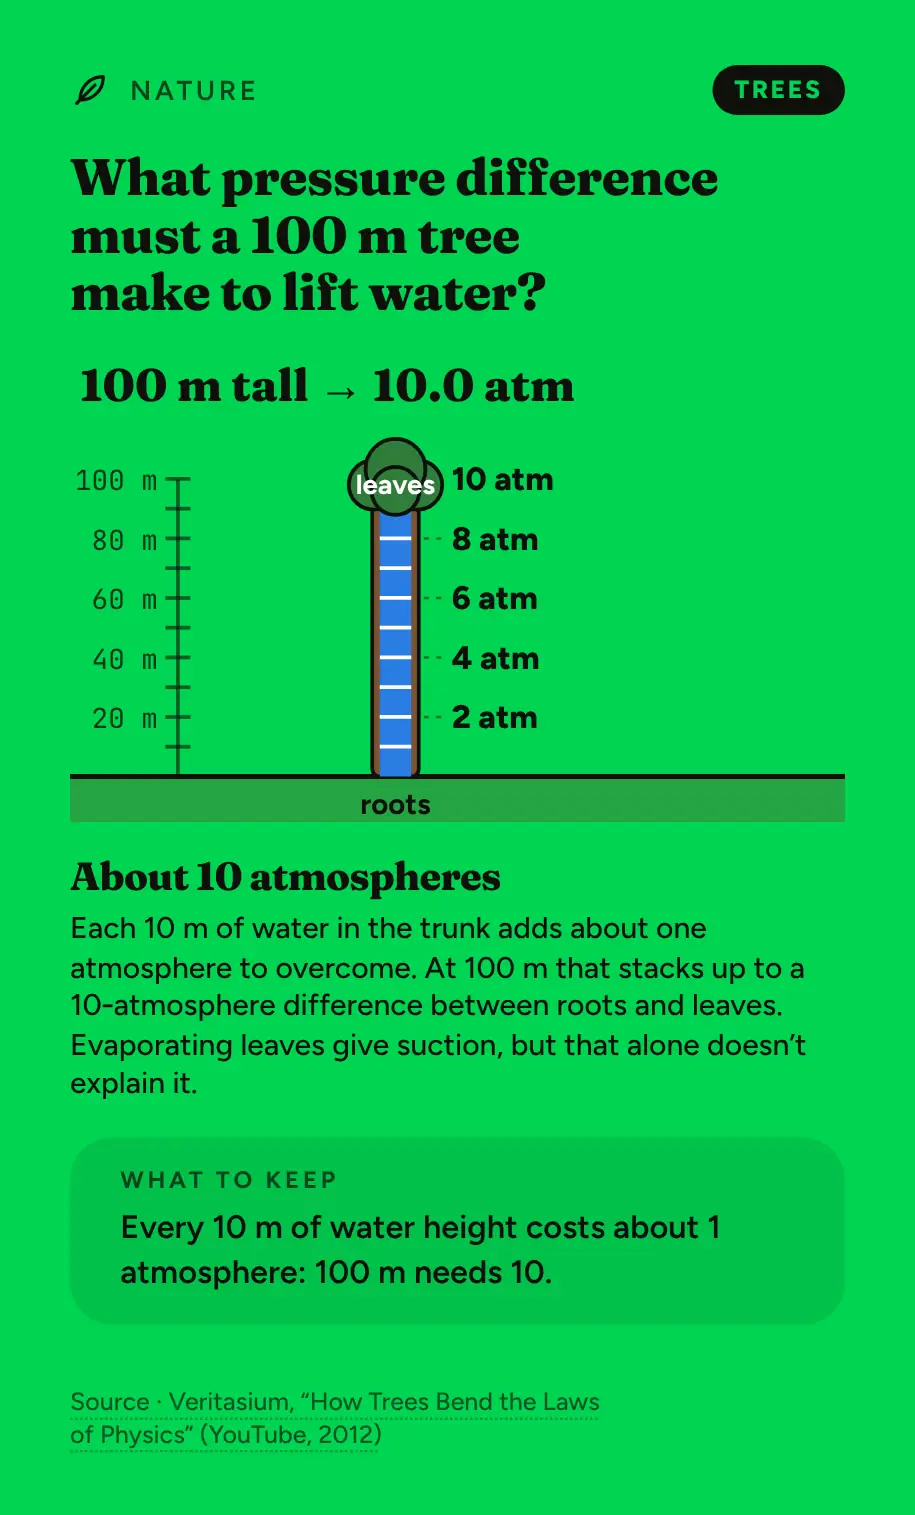 NATURE
TREES
What pressure difference
must a 100 m tree
make to lift water?
100 m tall → 10.0 atm
leaves
100 m
10 atm
80 m
8 atm
60 m
6 atm
40 m
4 atm
20 m
2 atm
roots
About 10 atmospheres
Each 10 m of water in the trunk adds about one
atmosphere to overcome. At 100 m that stacks up to a
10-atmosphere difference between roots and leaves.
Evaporating leaves give suction, but that alone doesn’t
explain it.
WHAT TO KEEP
Every 10 m of water height costs about 1
atmosphere: 100 m needs 10.
Source · Veritasium, “How Trees Bend the Laws
of Physics” (YouTube, 2012)